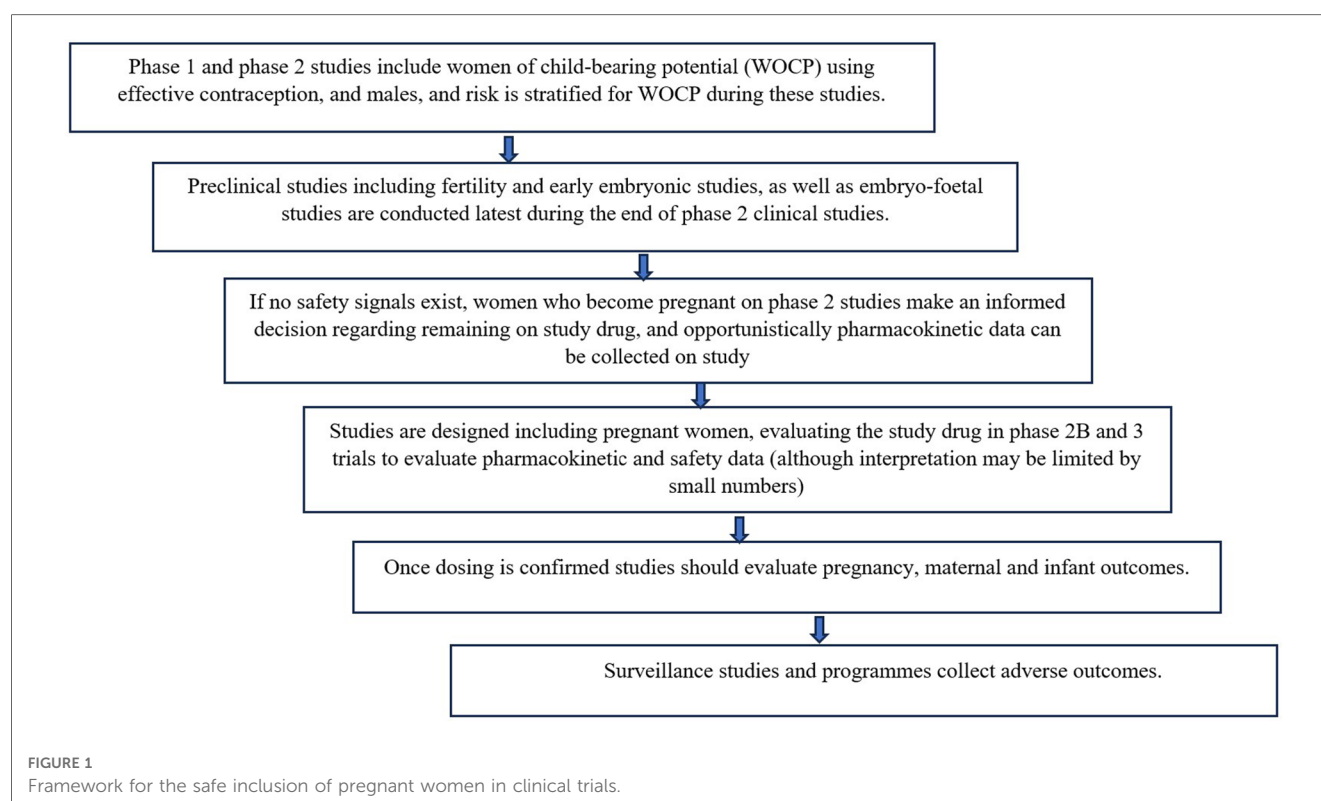 Phase 1 and phase 2 studies include women of child-bearing potential (WOCP) using
effective contraception, and males, and risk is stratified for WOCP during these studies.
Preclinical studies including fertility and early embryonic studies, as well as embryo-foetal
studies are conducted latest during the end of phase 2 clinical studies.
If no safety signals exist, women who become pregnant on phase 2 studies make an informed
decision regarding remaining on study drug, and opportunistically pharmacokinetic data can
be collected on study
Studies are designed including pregnant women, evaluating the study drug in phase 2B and 3
trials to evaluate pharmacokinetic and safety data (although interpretation may be limited by
small numbers)
Once dosing is confirmed studies should evaluate pregnancy, maternal and infant outcomes.
Surveillance studies and programmes collect adverse outcomes.
FIGURE 1
Framework for the safe inclusion of pregnant women in clinical trials.